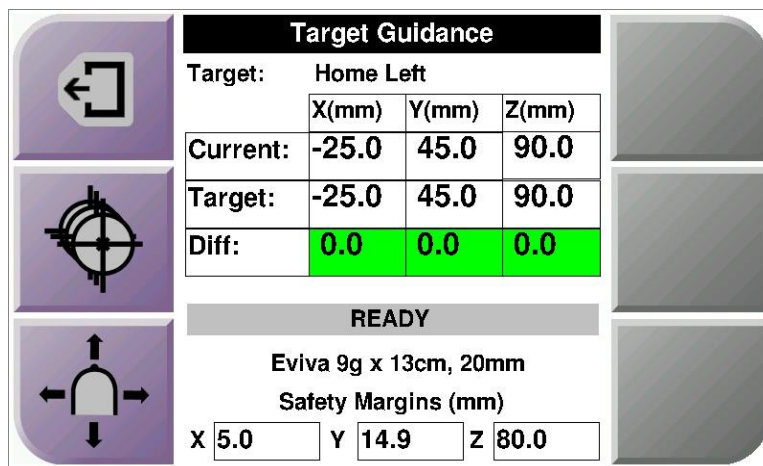 Target Guidance
Target: Home Left
X(mm) Y(mm) Z(mm)
Current: -25.0 45.0 90.0
Target: -25.0 45.0 90.0
Diff: 0.0 0.0 0.0
READY
Eviva 9g x 13cm, 20mm
Safety Margins (mm)
X 5.0 Y 14.9 Z 80.0